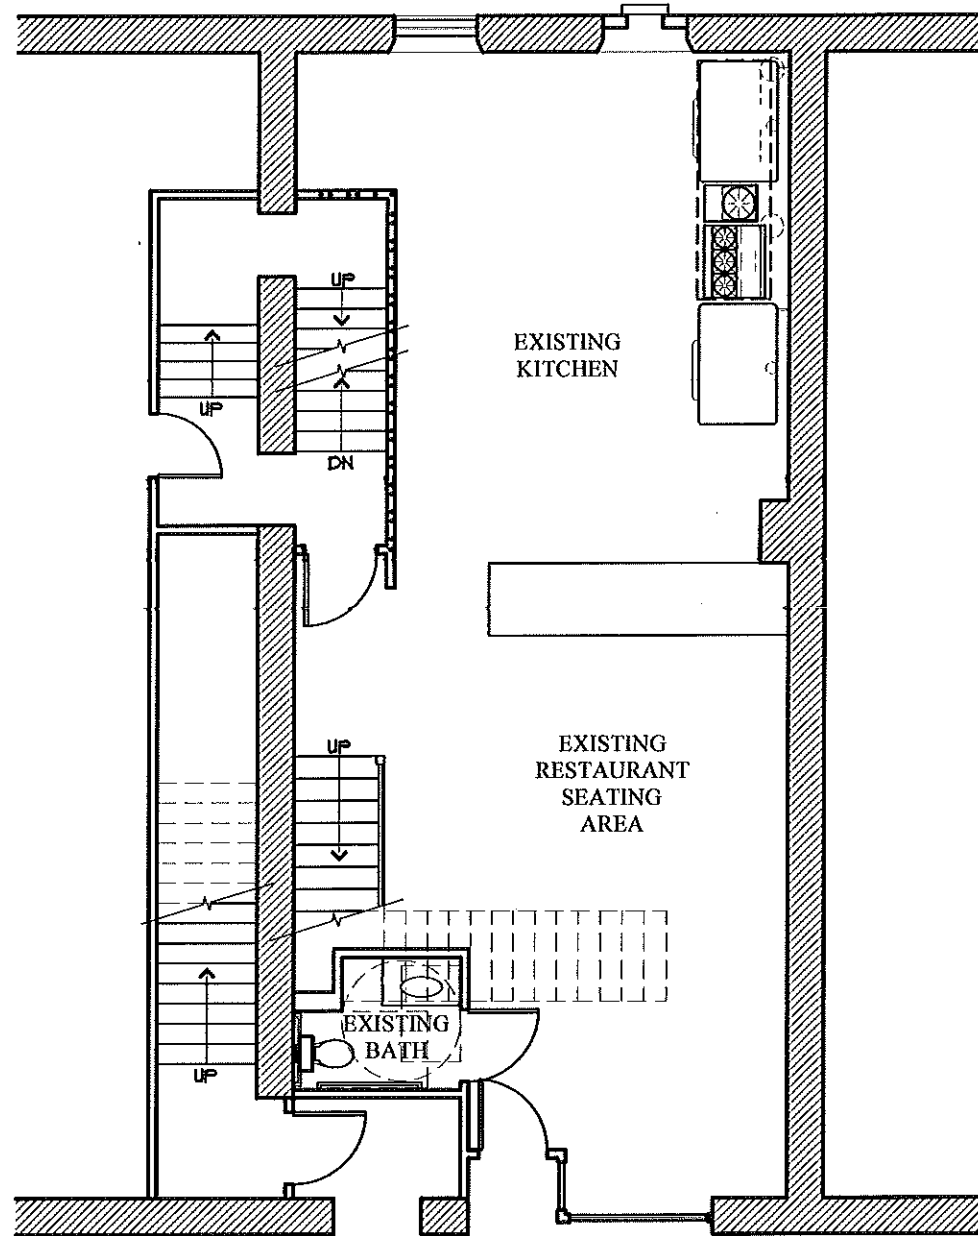 UP
EXISTING
KITCHEN
UP
DN
UP
EXISTING
RESTAURANT
SEATING
AREA
EXISTING
BATH
UP